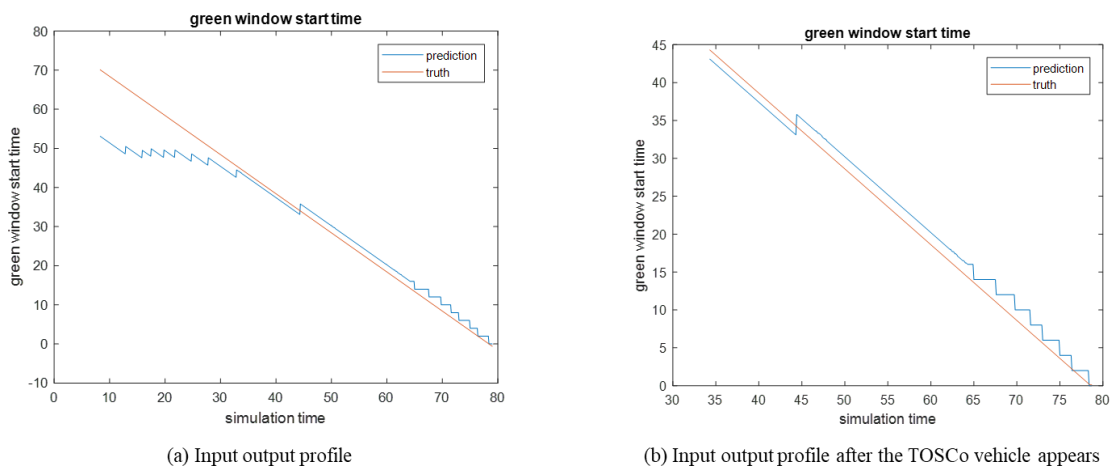 green window start time
80
70
60
50
40
30
20
10
0
-10
green window start time
0 10 20 30 40 50 60 70 80
simulation time
prediction
truth
(a) Input output profile
green window start time
45
40
35
30
25
20
15
10
5
0
green window start time
30 35 40 45 50 55 60 65 70 75 80
simulation time
prediction
truth
(b) Input output profile after the TOSCo vehicle appears